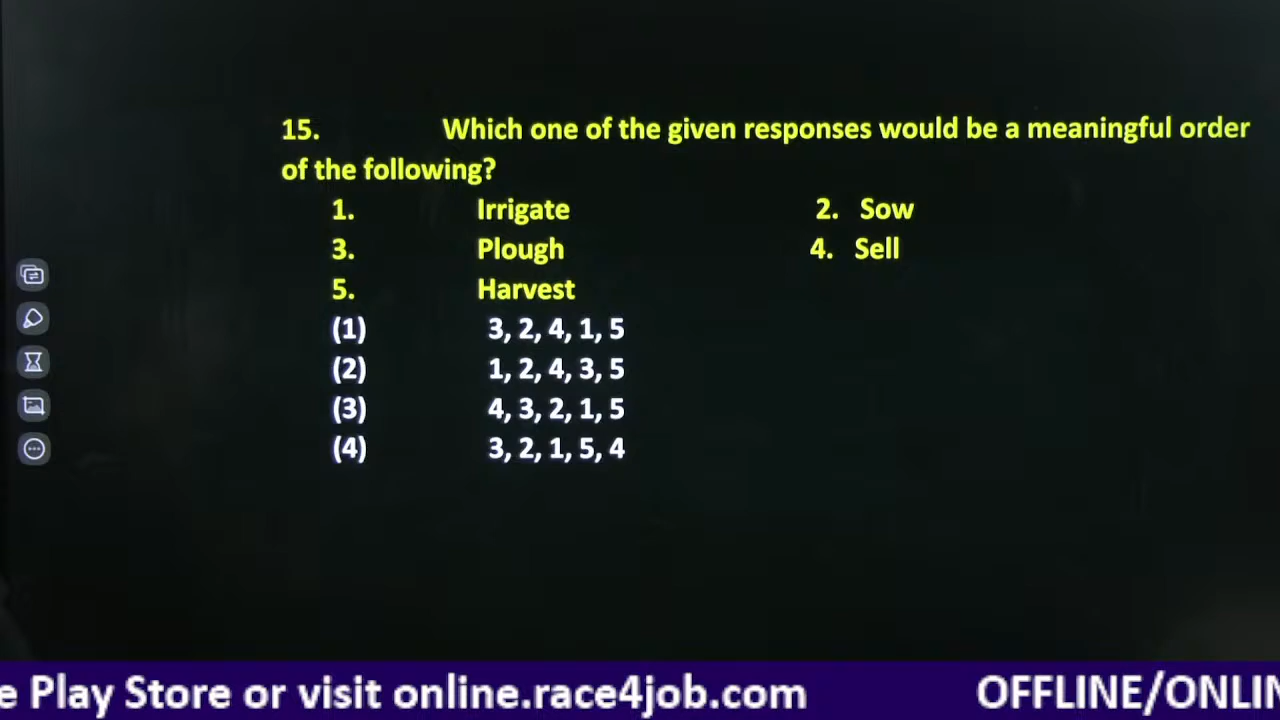 15. Which one of the given responses would be a meaningful order
of the following?
1. Irrigate 2. Sow
3. Plough 4. Sell
5. Harvest
(1) 3, 2, 4, 1, 5
(2) 1, 2, 4, 3, 5
(3) 4, 3, 2, 1, 5
(4) 3, 2, 1, 5, 4
e Play Store or visit online.race4job.com OFFLINE/ONLIN